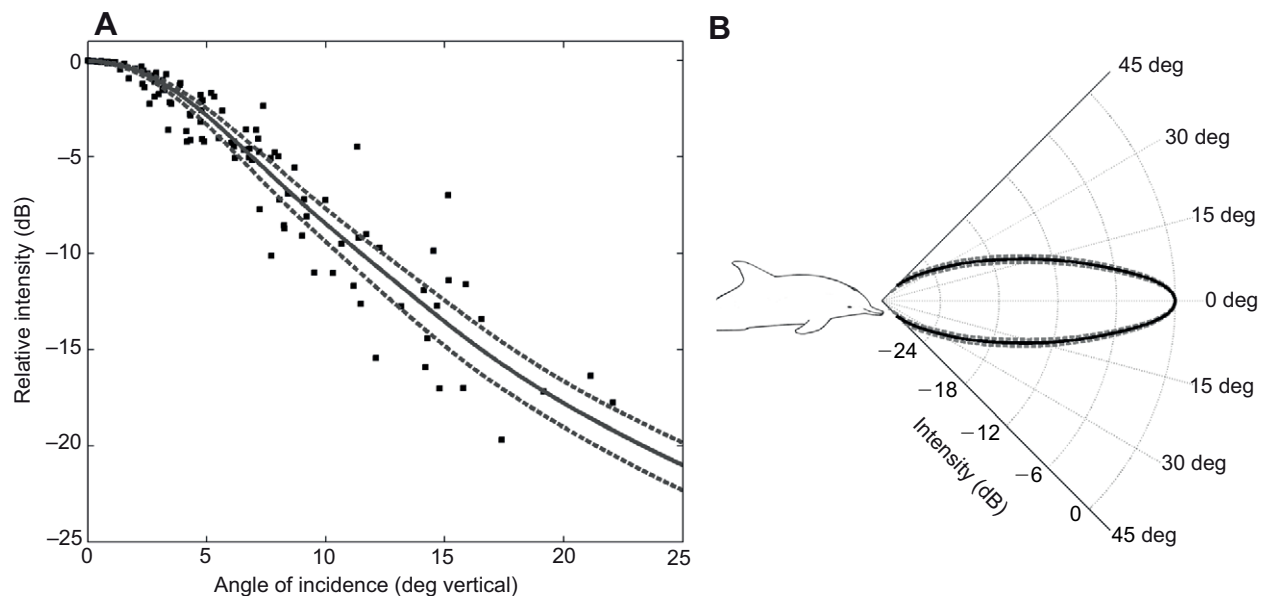 A
0
–5
–10
–15
–20
–25
Relative intensity (dB)
0
5
10
15
20
25
Angle of incidence (deg vertical)
B
45 deg
30 deg
15 deg
0 deg
15 deg
30 deg
45 deg
–24
–18
–12
–6
0
Intensity (dB)